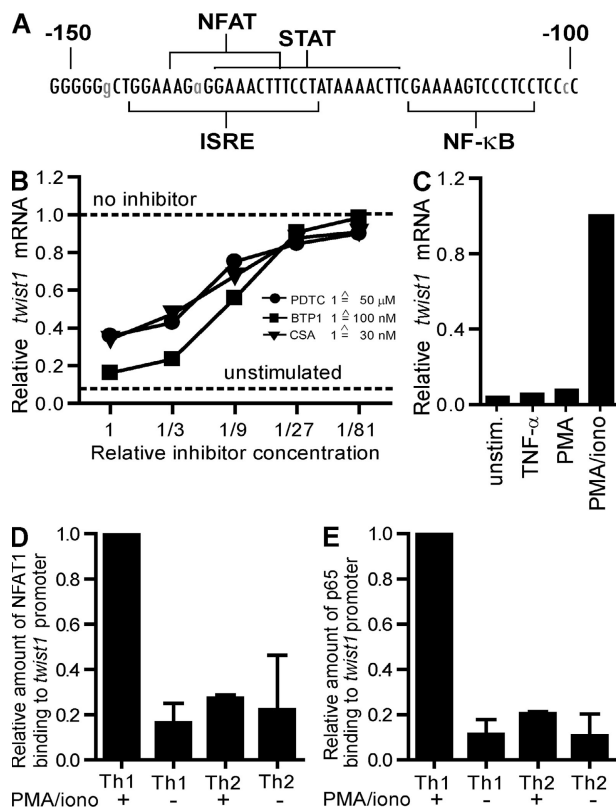 A
NFAT
STAT
-150
-100
GGGGGgCTGGAAAGaGGAAACTTTCCTATAAAACTTCGAAAAGTCCCTCCTCCcC
ISRE
NF-κB
B
Relative twist1 mRNA
1.2
1.0
0.8
0.6
0.4
0.2
0.0
no inhibitor
PDTC 1 ≙ 50 μM
BTP1 1 ≙ 100 nM
CSA 1 ≙ 30 nM
unstimulated
1 1/3 1/9 1/27 1/81
Relative inhibitor concentration
C
Relative twist1 mRNA
1.2
0.8
0.4
0.0
unstim.
TNF-α
PMA
PMA/iono
D
Relative amount of NFAT1
binding to twist1 promoter
1.0
0.8
0.6
0.4
0.2
0.0
Th1 Th1 Th2 Th2
PMA/iono + - + -
E
Relative amount of p65
binding to twist1 promoter
1.0
0.8
0.6
0.4
0.2
0.0
Th1 Th1 Th2 Th2
PMA/iono + - + -